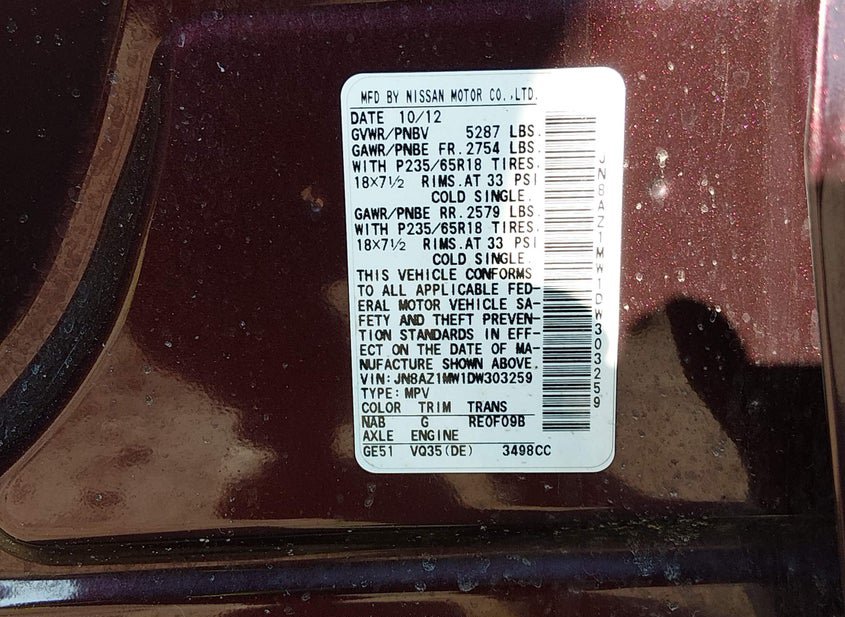 MFD BY NISSAN MOTOR CO.,LTD.
DATE 10/12
GVWR/PNBV 5287 LBS.
GAWR/PNBE FR.2754 LBS.
WITH P235/65R18 TIRES.
18×7½ RIMS.AT 33 PSI
COLD SINGLE.
GAWR/PNBE RR.2579 LBS.
WITH P235/65R18 TIRES.
18×7½ RIMS.AT 33 PSI
COLD SINGLE.
THIS VEHICLE CONFORMS
TO ALL APPLICABLE FED-
ERAL MOTOR VEHICLE SA-
FETY AND THEFT PREVEN-
TION STANDARDS IN EFF-
ECT ON THE DATE OF MA-
NUFACTURE SHOWN ABOVE.
VIN:JN8AZ1MW1DW303259
TYPE:MPV
COLOR TRIM TRANS
NAB G RE0F09B
AXLE ENGINE
GE51 VQ35(DE) 3498CC
JN8AZ1MW1DW303259